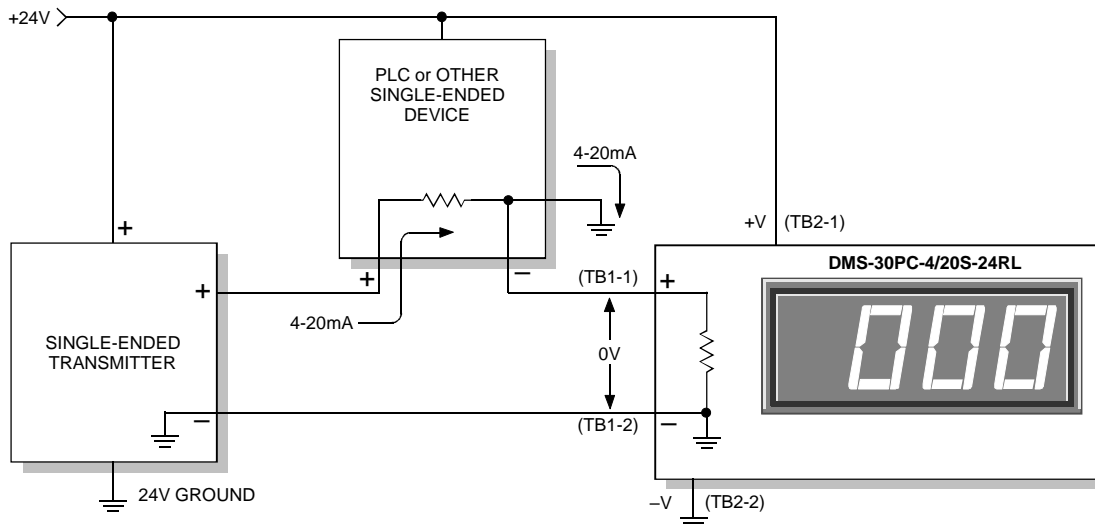 +24V
PLC or OTHER
SINGLE-ENDED
DEVICE
4-20mA
+
+V (TB2-1)
DMS-30PC-4/20S-24RL
+
–
(TB1-1)
+
+
4-20mA
000
SINGLE-ENDED
TRANSMITTER
0V
–
(TB1-2)
–
24V GROUND
–V (TB2-2)